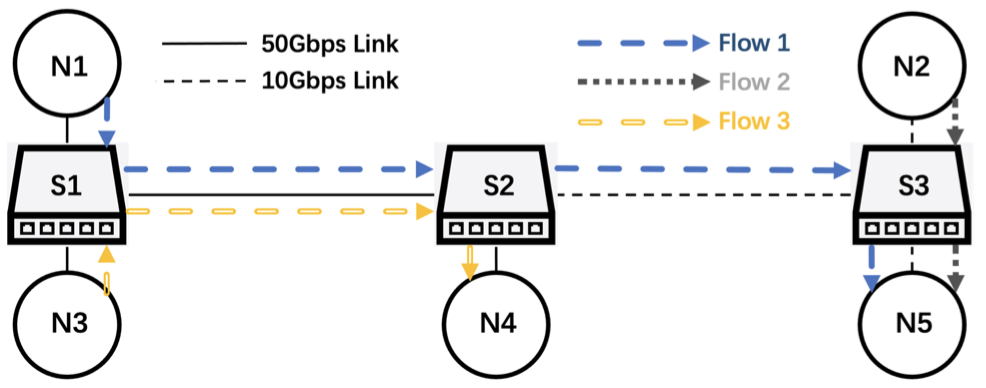 N1
50Gbps Link
10Gbps Link
Flow 1
Flow 2
Flow 3
N2
S1
S2
S3
N3
N4
N5